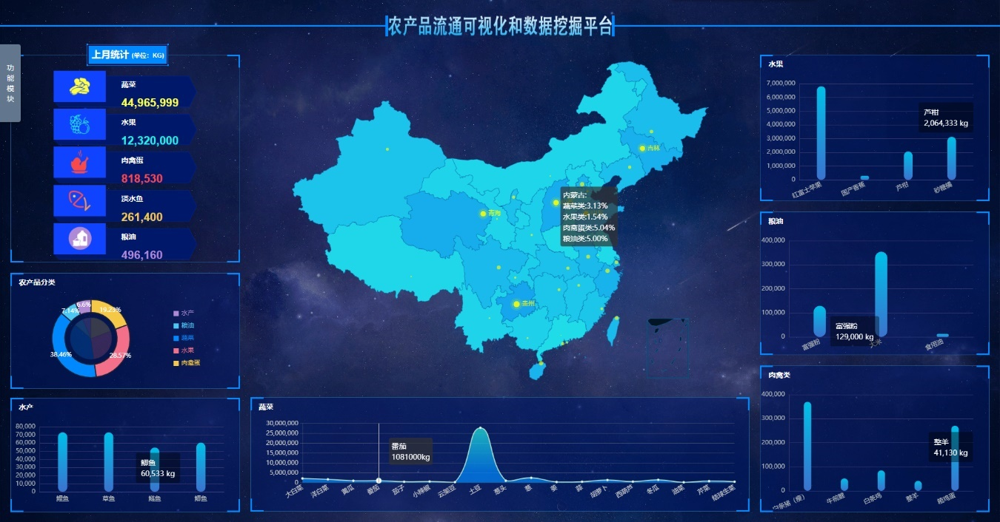 农产品流通可视化和数据挖掘平台
功能模块
上月统计 (单位: KG)
蔬菜
44,965,999
水果
12,320,000
肉禽蛋
818,530
淡水鱼
261,400
粮油
496,160
农产品分类
6.6%
7.14%
19.23%
38.46%
28.57%
水产
粮油
蔬菜
水果
肉禽蛋
水产
80,000
70,000
60,000
50,000
40,000
30,000
20,000
10,000
0
鲫鱼
60,533 kg
鲤鱼
草鱼
鲢鱼
鲫鱼
吉林
青海
贵州
内蒙古:
蔬菜类:3.13%
水果类:1.54%
肉禽蛋类:5.04%
粮油类:5.00%
蔬菜
30,000,000
25,000,000
20,000,000
15,000,000
10,000,000
5,000,000
0
番茄
1081000kg
大白菜
洋白菜
黄瓜
番茄
茄子
小辣椒
云架豆
土豆
葱头
葱
姜
蒜
胡萝卜
西葫芦
冬瓜
油菜
芹菜
结球生菜
水果
7,000,000
6,000,000
5,000,000
4,000,000
3,000,000
2,000,000
1,000,000
0
芦柑
2,064,333 kg
红富士苹果
国产香蕉
芦柑
砂糖橘
粮油
400,000
300,000
200,000
100,000
0
富强粉
129,000 kg
富强粉
大米
食用油
肉禽类
400,000
300,000
200,000
100,000
0
整羊
41,130 kg
白条猪（瘦）
牛前腿
白条鸡
整羊
箱鸡蛋